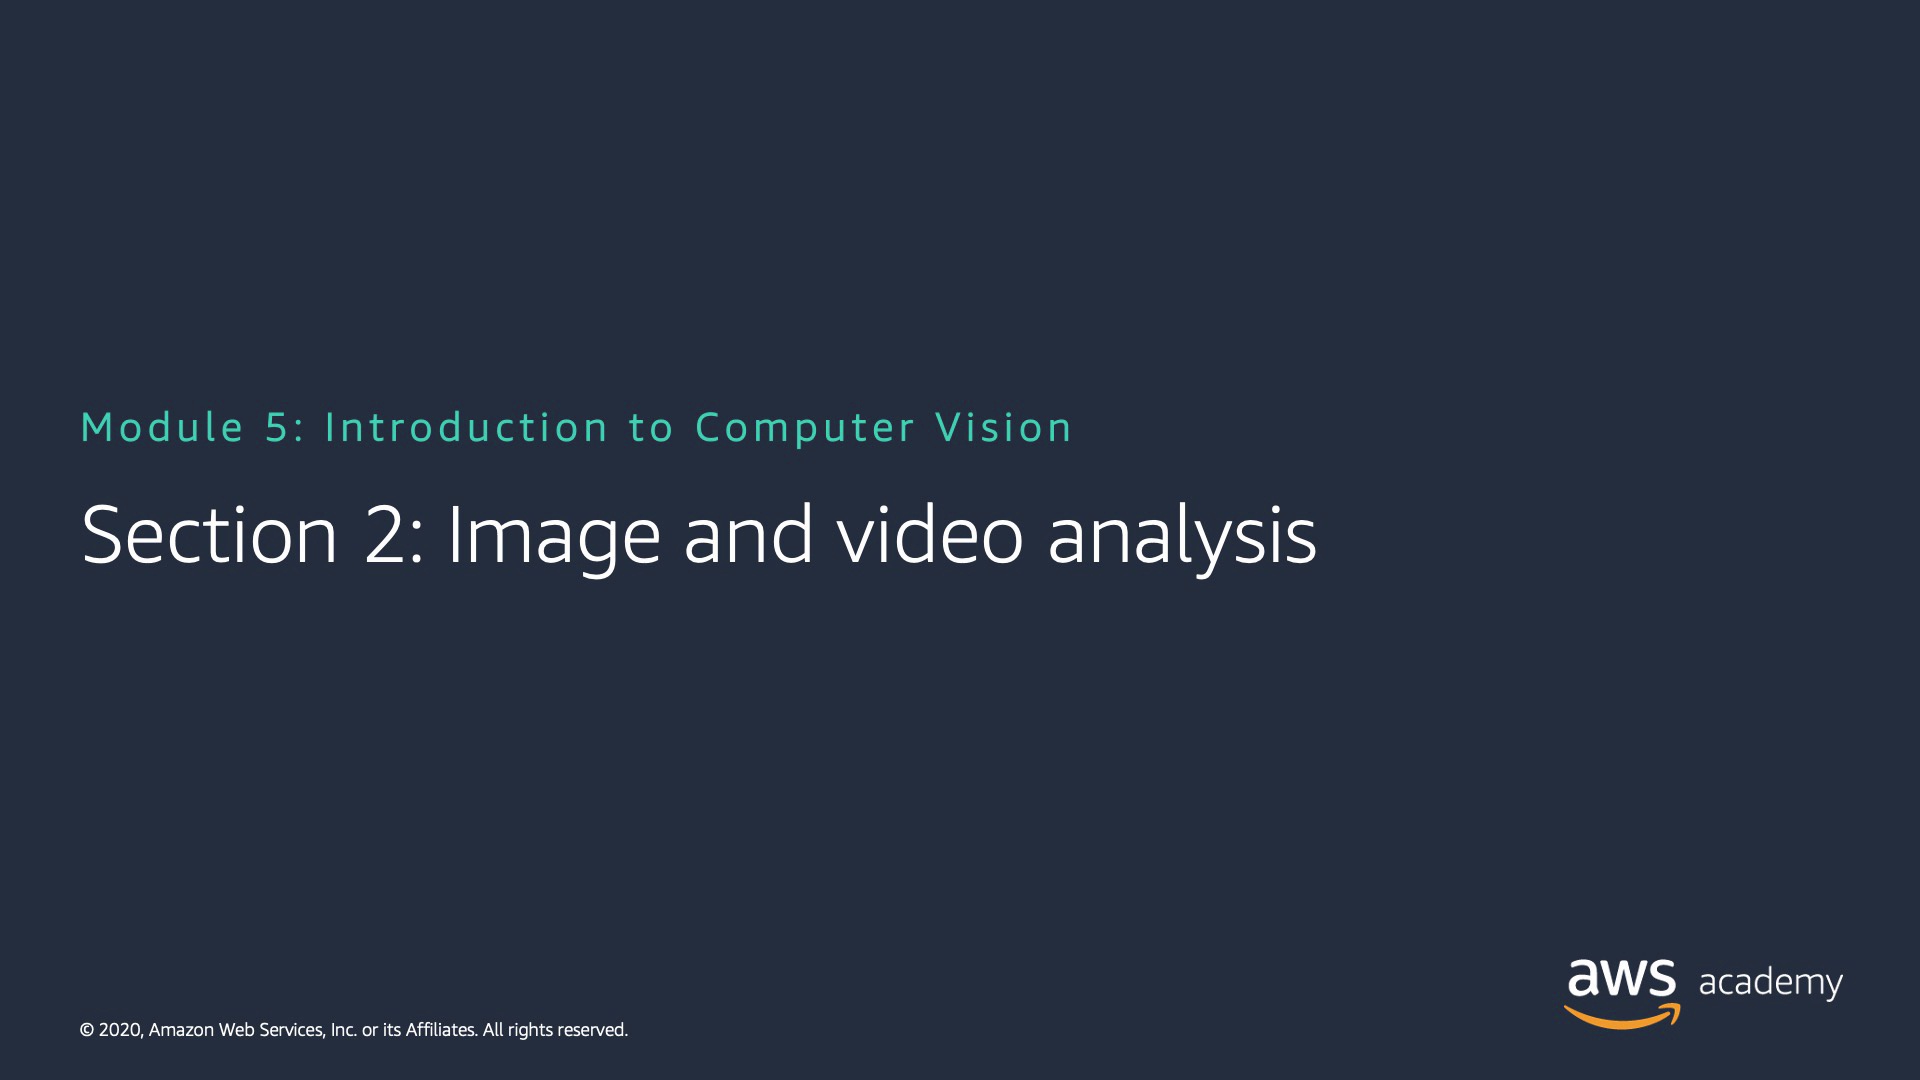 Module 5: Introduction to Computer Vision
Section 2: Image and video analysis
aws academy
© 2020, Amazon Web Services, Inc. or its Affiliates. All rights reserved.